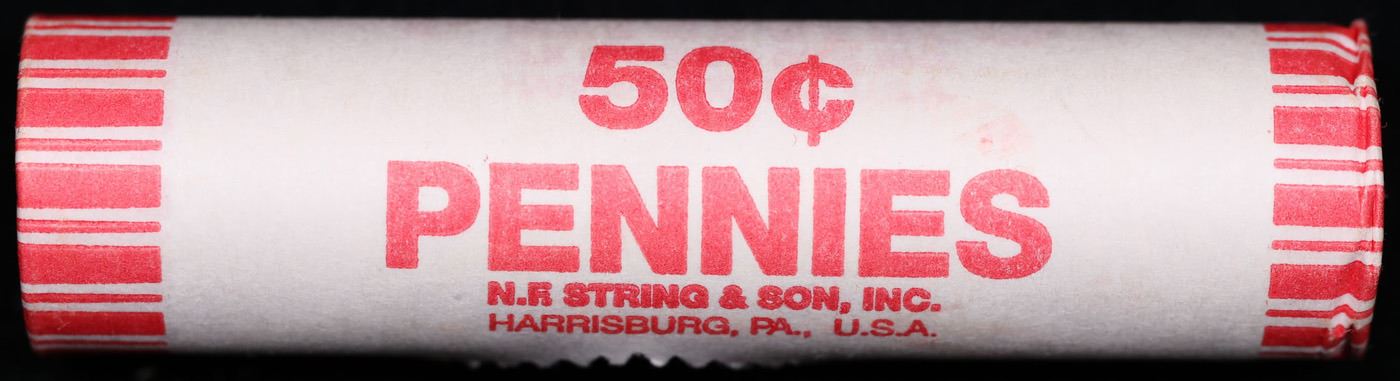 50¢
PENNIES
N.F. STRING & SON, INC.
HARRISBURG, PA., U.S.A.